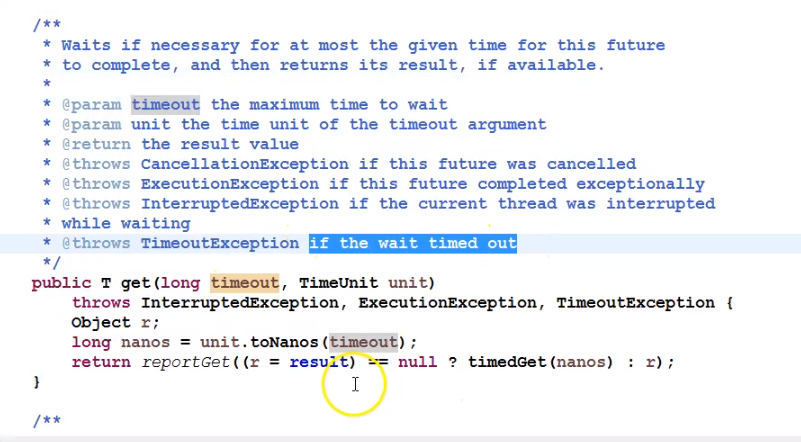 /**
* Waits if necessary for at most the given time for this future
* to complete, and then returns its result, if available.
*
* @param timeout the maximum time to wait
* @param unit the time unit of the timeout argument
* @return the result value
* @throws CancellationException if this future was cancelled
* @throws ExecutionException if this future completed exceptionally
* @throws InterruptedException if the current thread was interrupted
* while waiting
* @throws TimeoutException if the wait timed out
*/
public T get(long timeout, TimeUnit unit)
throws InterruptedException, ExecutionException, TimeoutException {
Object r;
long nanos = unit.toNanos(timeout);
return reportGet((r = result) == null ? timedGet(nanos) : r);
}
/**